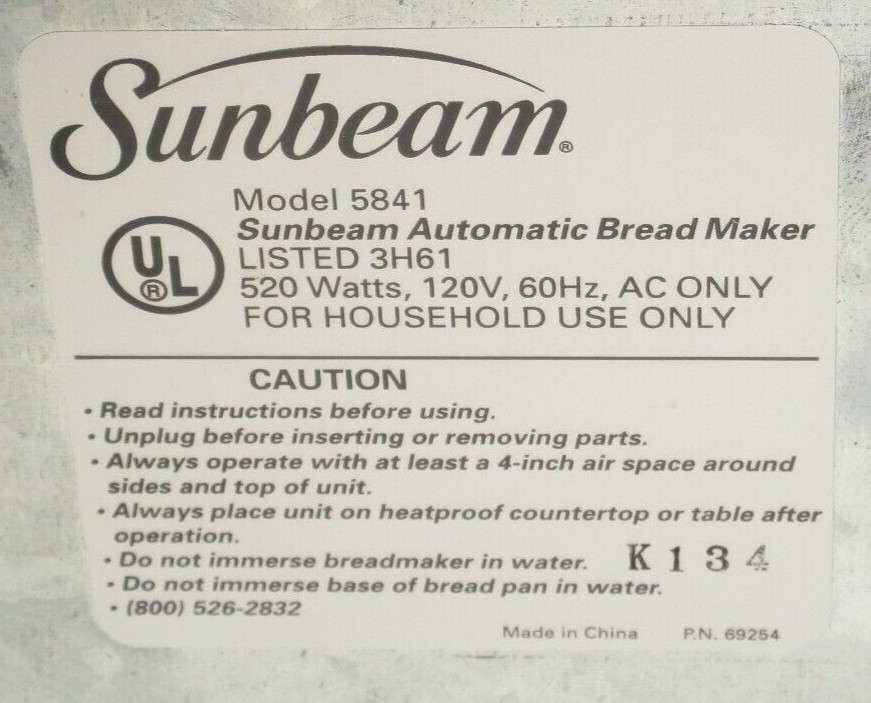 Sunbeam®
Model 5841
Sunbeam Automatic Bread Maker
UL®
LISTED 3H61
520 Watts, 120V, 60Hz, AC ONLY
FOR HOUSEHOLD USE ONLY
CAUTION
• Read instructions before using.
• Unplug before inserting or removing parts.
• Always operate with at least a 4-inch air space around
sides and top of unit.
• Always place unit on heatproof countertop or table after
operation.
• Do not immerse breadmaker in water. K 1 3 4
• Do not immerse base of bread pan in water.
• (800) 526-2832
Made in China P.N. 69254